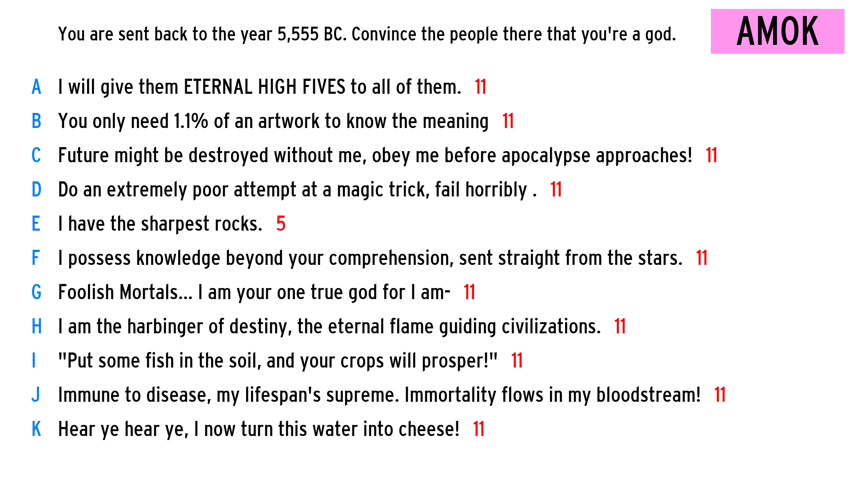 You are sent back to the year 5,555 BC. Convince the people there that you're a god.
AMOK
A I will give them ETERNAL HIGH FIVES to all of them. 11
B You only need 1.1% of an artwork to know the meaning 11
C Future might be destroyed without me, obey me before apocalypse approaches! 11
D Do an extremely poor attempt at a magic trick, fail horribly . 11
E I have the sharpest rocks. 5
F I possess knowledge beyond your comprehension, sent straight from the stars. 11
G Foolish Mortals... I am your one true god for I am- 11
H I am the harbinger of destiny, the eternal flame guiding civilizations. 11
I "Put some fish in the soil, and your crops will prosper!" 11
J Immune to disease, my lifespan's supreme. Immortality flows in my bloodstream! 11
K Hear ye hear ye, I now turn this water into cheese! 11